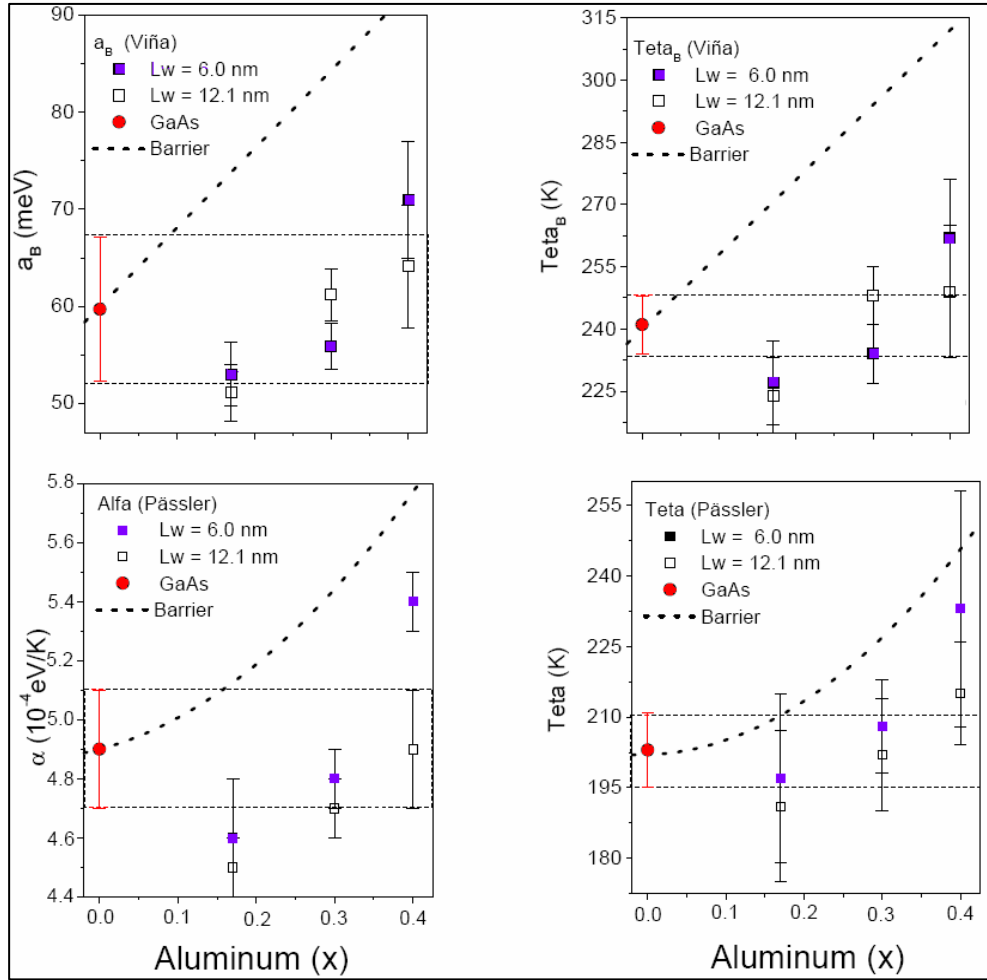 90
80
70
60
50
a_B (meV)
a_B (Viña)
Lw = 6.0 nm
Lw = 12.1 nm
GaAs
Barrier
315
300
285
270
255
240
225
Teta_B (K)
Teta_B (Viña)
Lw = 6.0 nm
Lw = 12.1 nm
GaAs
Barrier
5.8
5.6
5.4
5.2
5.0
4.8
4.6
4.4
α (10⁻⁴eV/K)
Alfa (Pässler)
Lw = 6.0 nm
Lw = 12.1 nm
GaAs
Barrier
0.0 0.1 0.2 0.3 0.4
Aluminum (x)
255
240
225
210
195
180
Teta (K)
Teta (Pässler)
Lw = 6.0 nm
Lw = 12.1 nm
GaAs
Barrier
0.0 0.1 0.2 0.3 0.4
Aluminum (x)